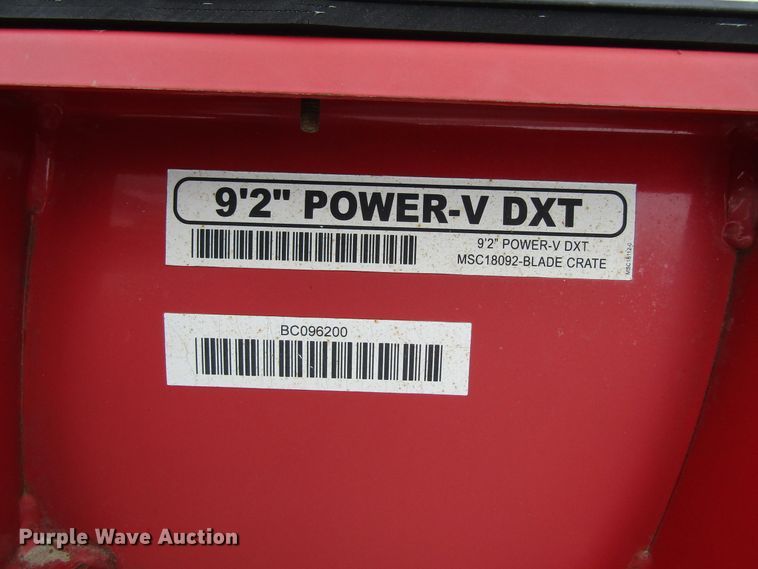 9'2" POWER-V DXT
9'2" POWER-V DXT
MSC18092-BLADE CRATE
BC096200
Purple Wave Auction